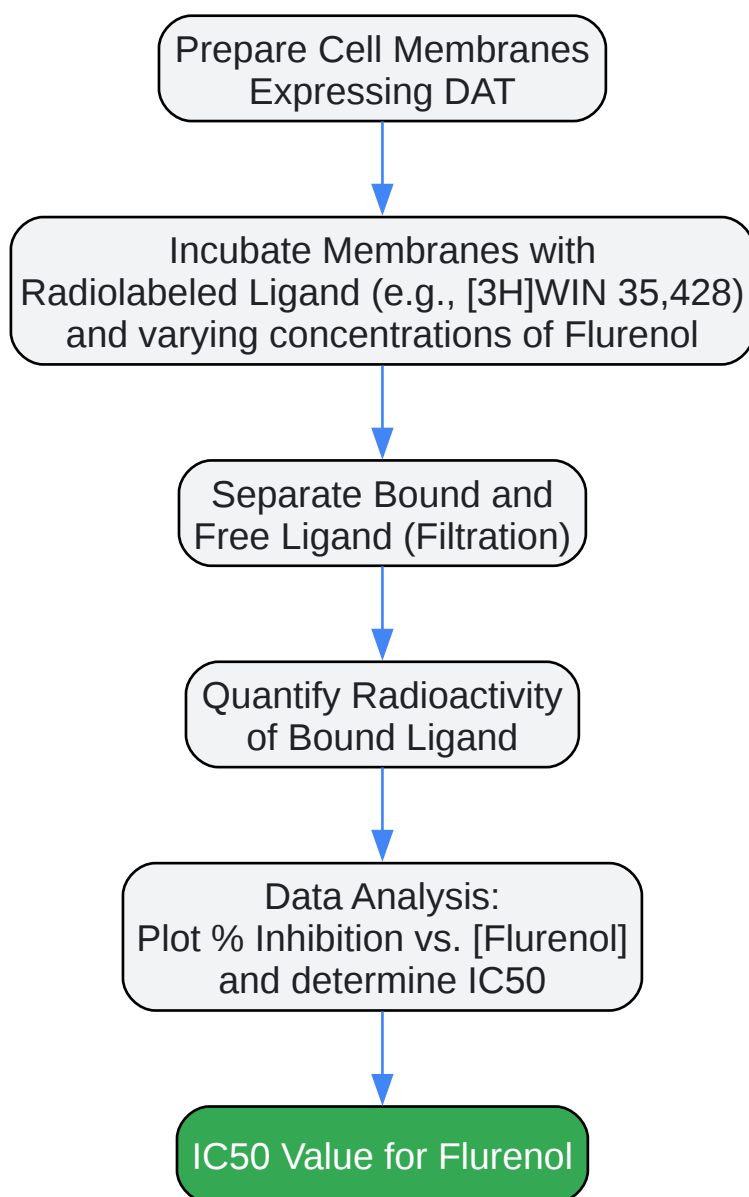 Prepare Cell Membranes
Expressing DAT
Incubate Membranes with
Radiolabeled Ligand (e.g., [3H]WIN 35,428)
and varying concentrations of Flurenol
Separate Bound and
Free Ligand (Filtration)
Quantify Radioactivity
of Bound Ligand
Data Analysis:
Plot % Inhibition vs. [Flurenol]
and determine IC50
IC50 Value for Flurenol